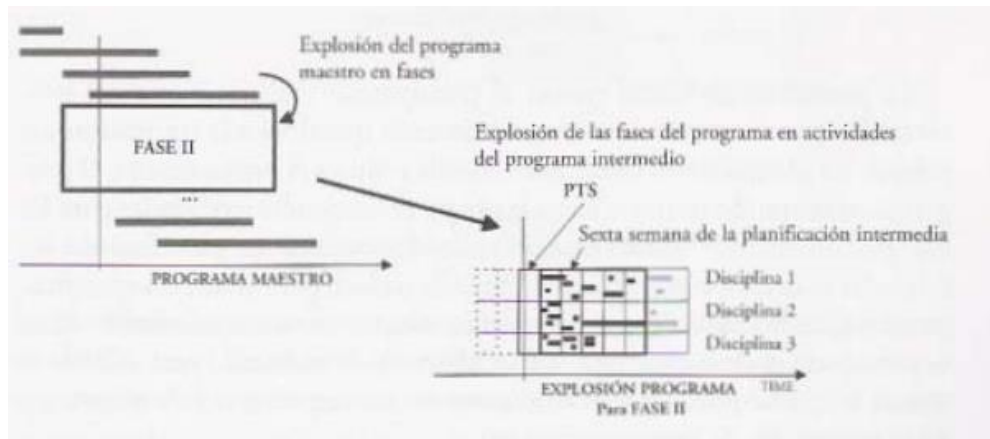 Explosión del programa
maestro en fases
FASE II
...
PROGRAMA MAESTRO
Explosión de las fases del programa en actividades
del programa intermedio
PTS
Sexta semana de la planificación intermedia
Disciplina 1
Disciplina 2
Disciplina 3
TIME
EXPLOSIÓN PROGRAMA
Para FASE II